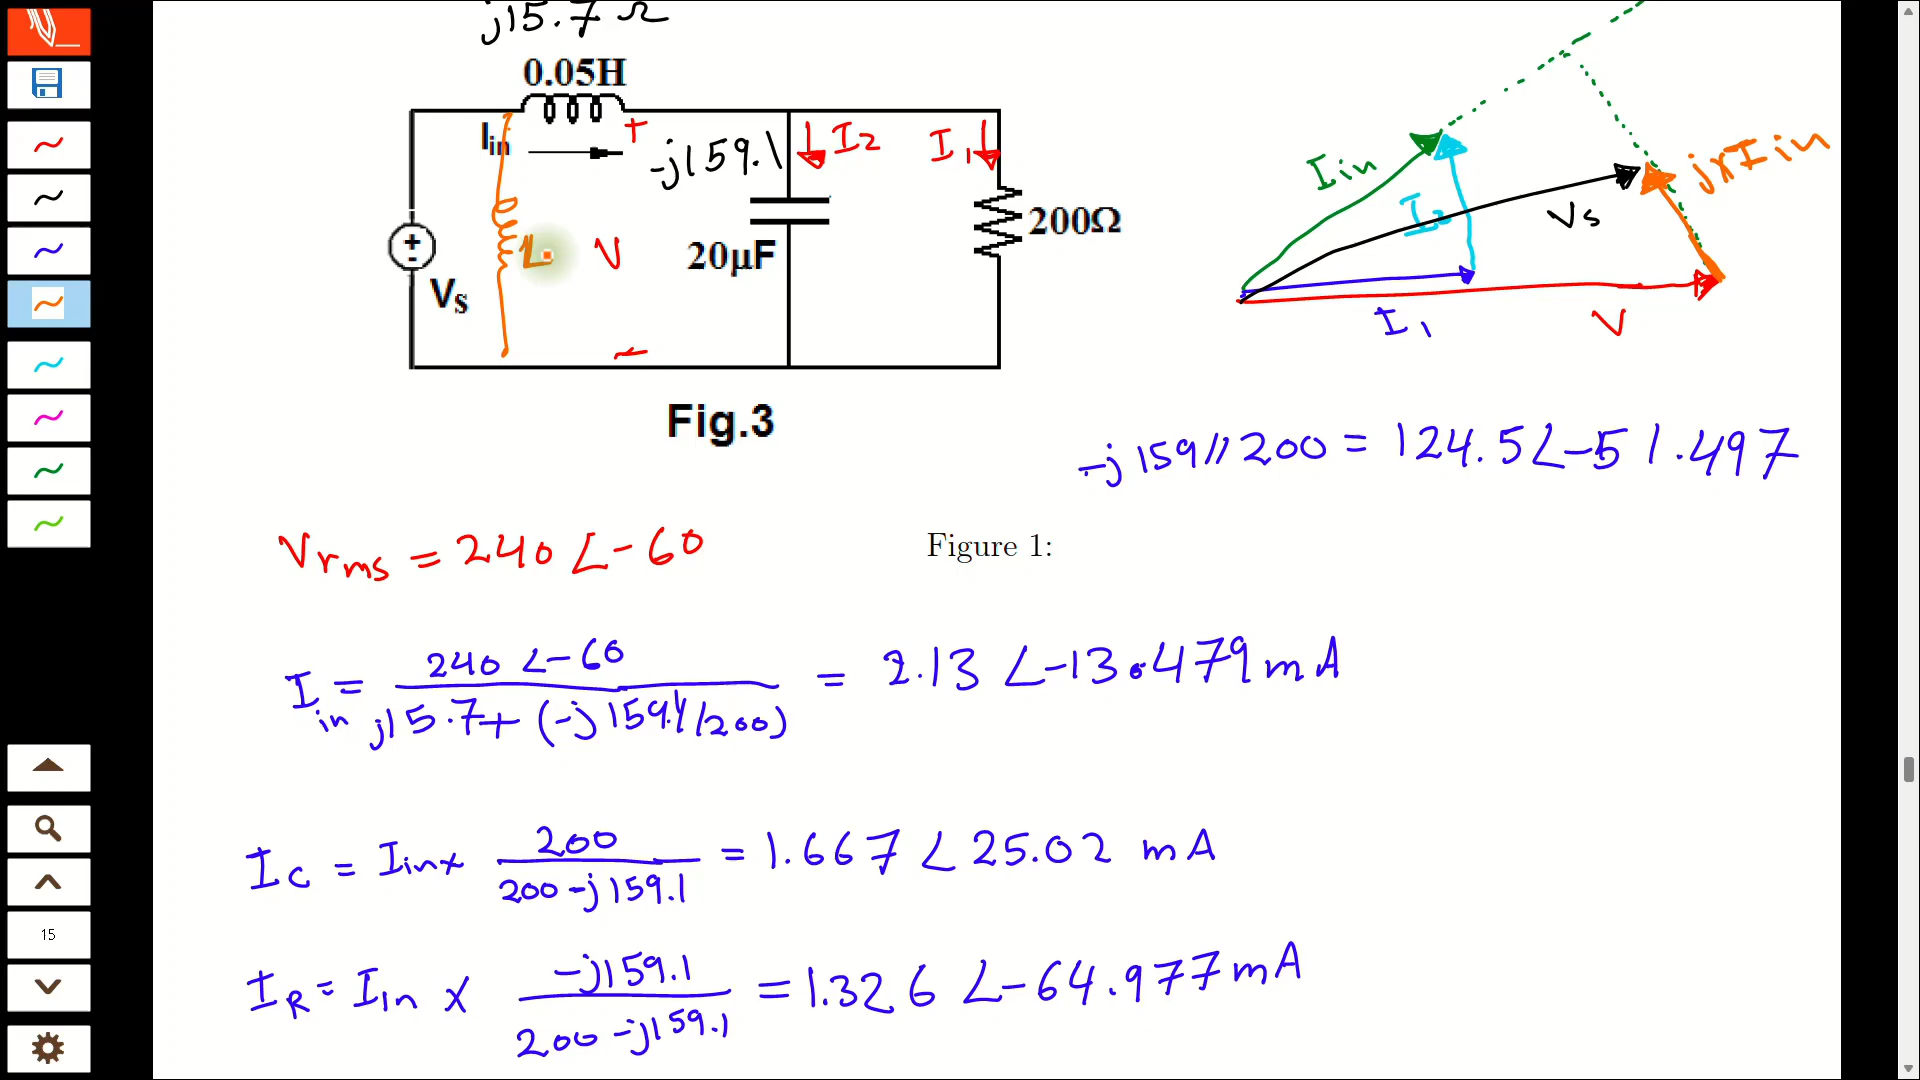 j15.7 Ω
0.05H
Iin
+
-j159.1
I2
I1
200Ω
20μF
V
L
+
-
Vs
-
Fig.3
Iin
I2
Vs
jxIin
I1
V
-j159//200 = 124.5∠-51.497
Vrms = 240∠-60
Figure 1:
Iin = 240∠-60 / j15.7+(-j159.1//200) = 2.13∠-13.479 mA
Ic = Iin x 200 / 200-j159.1 = 1.667∠25.02 mA
IR = Iin x -j159.1 / 200-j159.1 = 1.326∠-64.977 mA
15